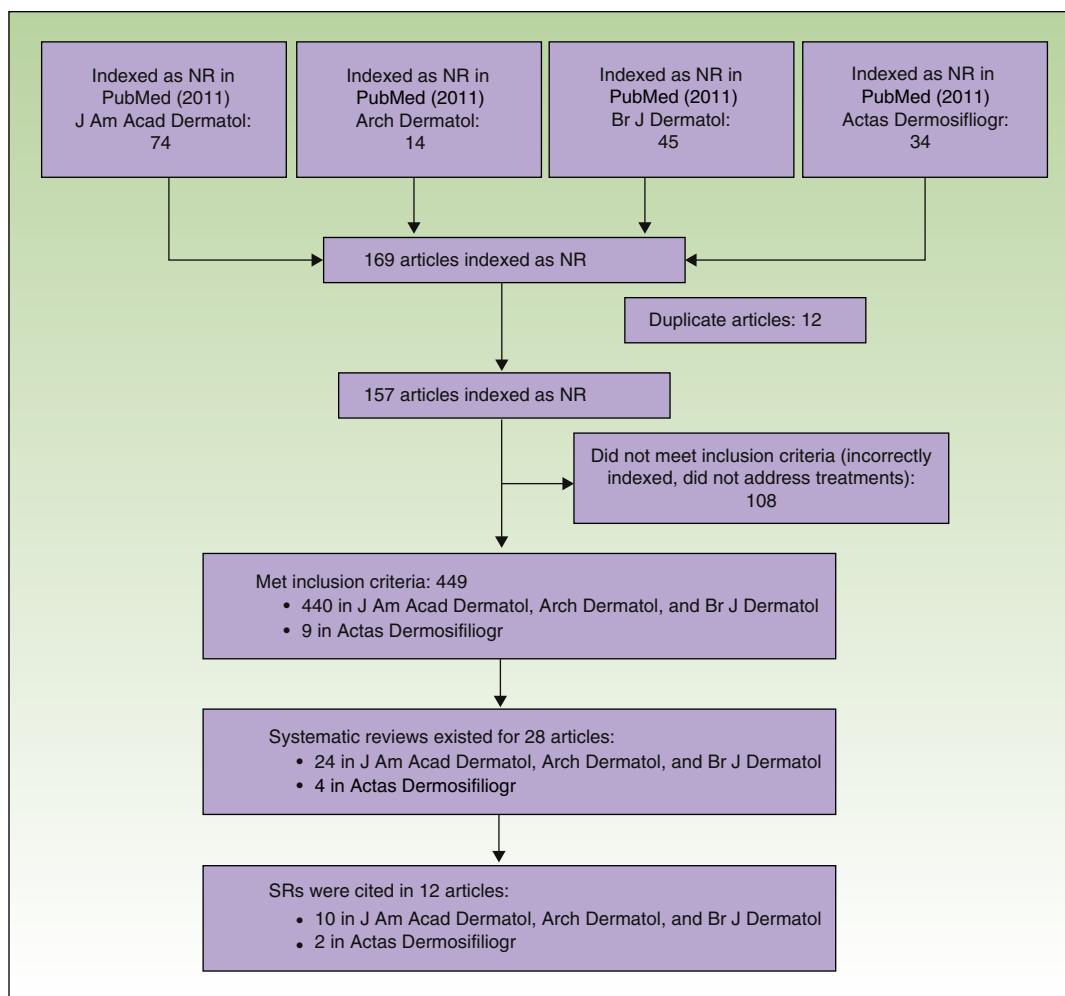 Indexed as NR in
PubMed (2011)
J Am Acad Dermatol:
74
Indexed as NR in
PubMed (2011)
Arch Dermatol:
14
Indexed as NR in
PubMed (2011)
Br J Dermatol:
45
Indexed as NR in
PubMed (2011)
Actas Dermosifliogr:
34
169 articles indexed as NR
Duplicate articles: 12
157 articles indexed as NR
Did not meet inclusion criteria (incorrectly
indexed, did not address treatments):
108
Met inclusion criteria: 449
• 440 in J Am Acad Dermatol, Arch Dermatol, and Br J Dermatol
• 9 in Actas Dermosifiliogr
Systematic reviews existed for 28 articles:
• 24 in J Am Acad Dermatol, Arch Dermatol, and Br J Dermatol
• 4 in Actas Dermosifliogr
SRs were cited in 12 articles:
• 10 in J Am Acad Dermatol, Arch Dermatol, and Br J Dermatol
• 2 in Actas Dermosifliogr